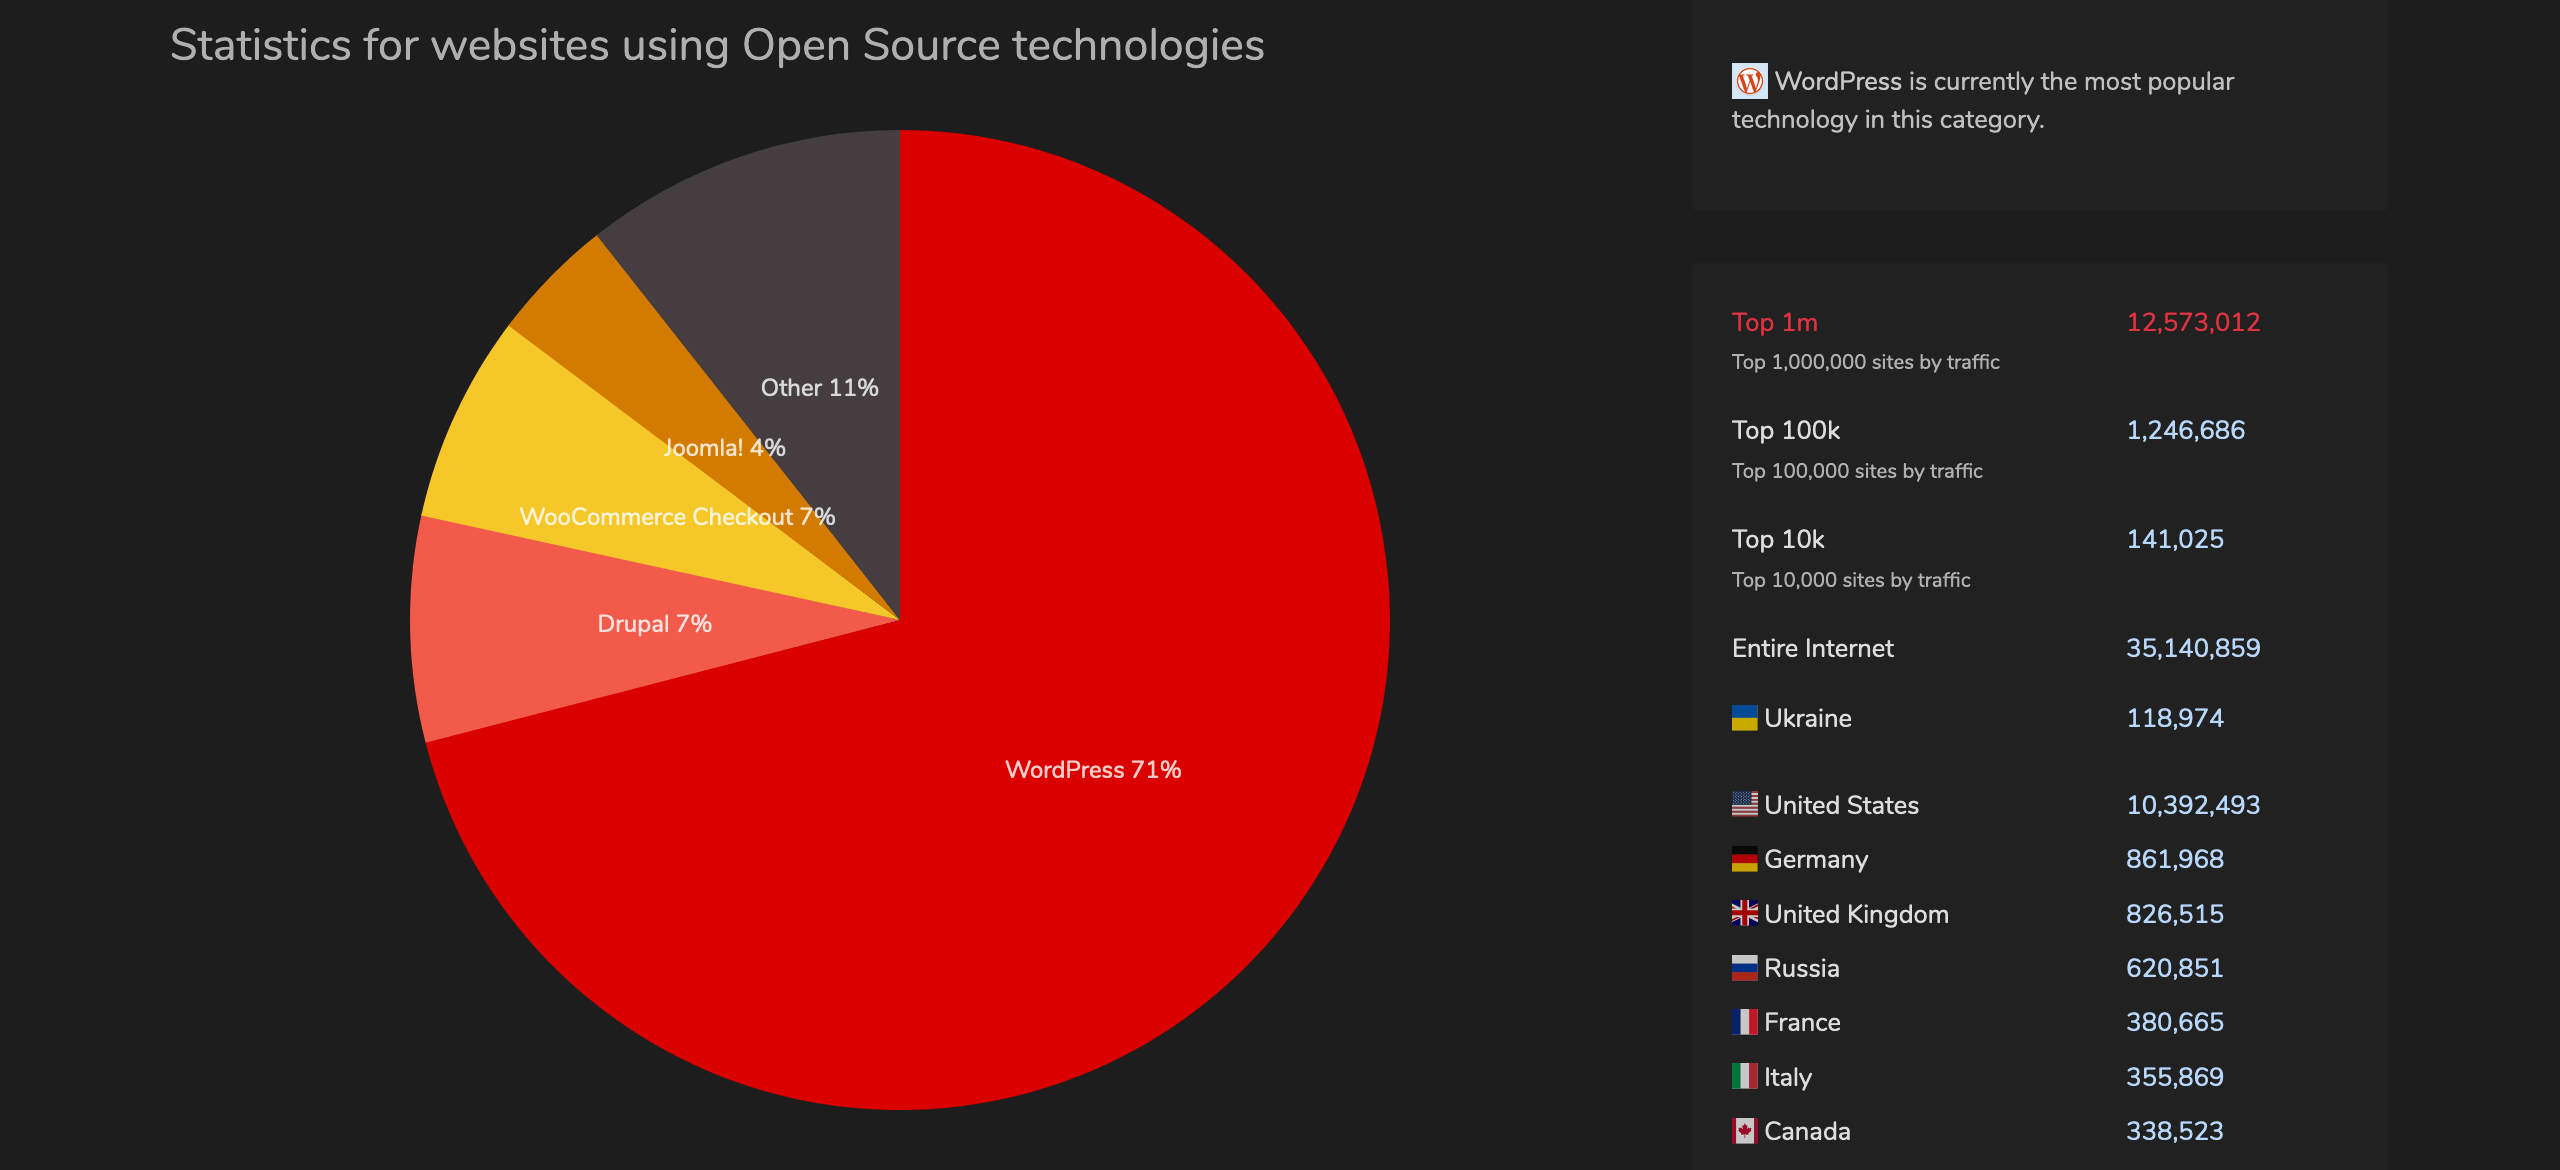 Statistics for websites using Open Source technologies
Other 11%
Joomla! 4%
WooCommerce Checkout 7%
Drupal 7%
WordPress 71%
WordPress is currently the most popular
technology in this category.
Top 1m 12,573,012
Top 1,000,000 sites by traffic
Top 100k 1,246,686
Top 100,000 sites by traffic
Top 10k 141,025
Top 10,000 sites by traffic
Entire Internet 35,140,859
Ukraine 118,974
United States 10,392,493
Germany 861,968
United Kingdom 826,515
Russia 620,851
France 380,665
Italy 355,869
Canada 338,523